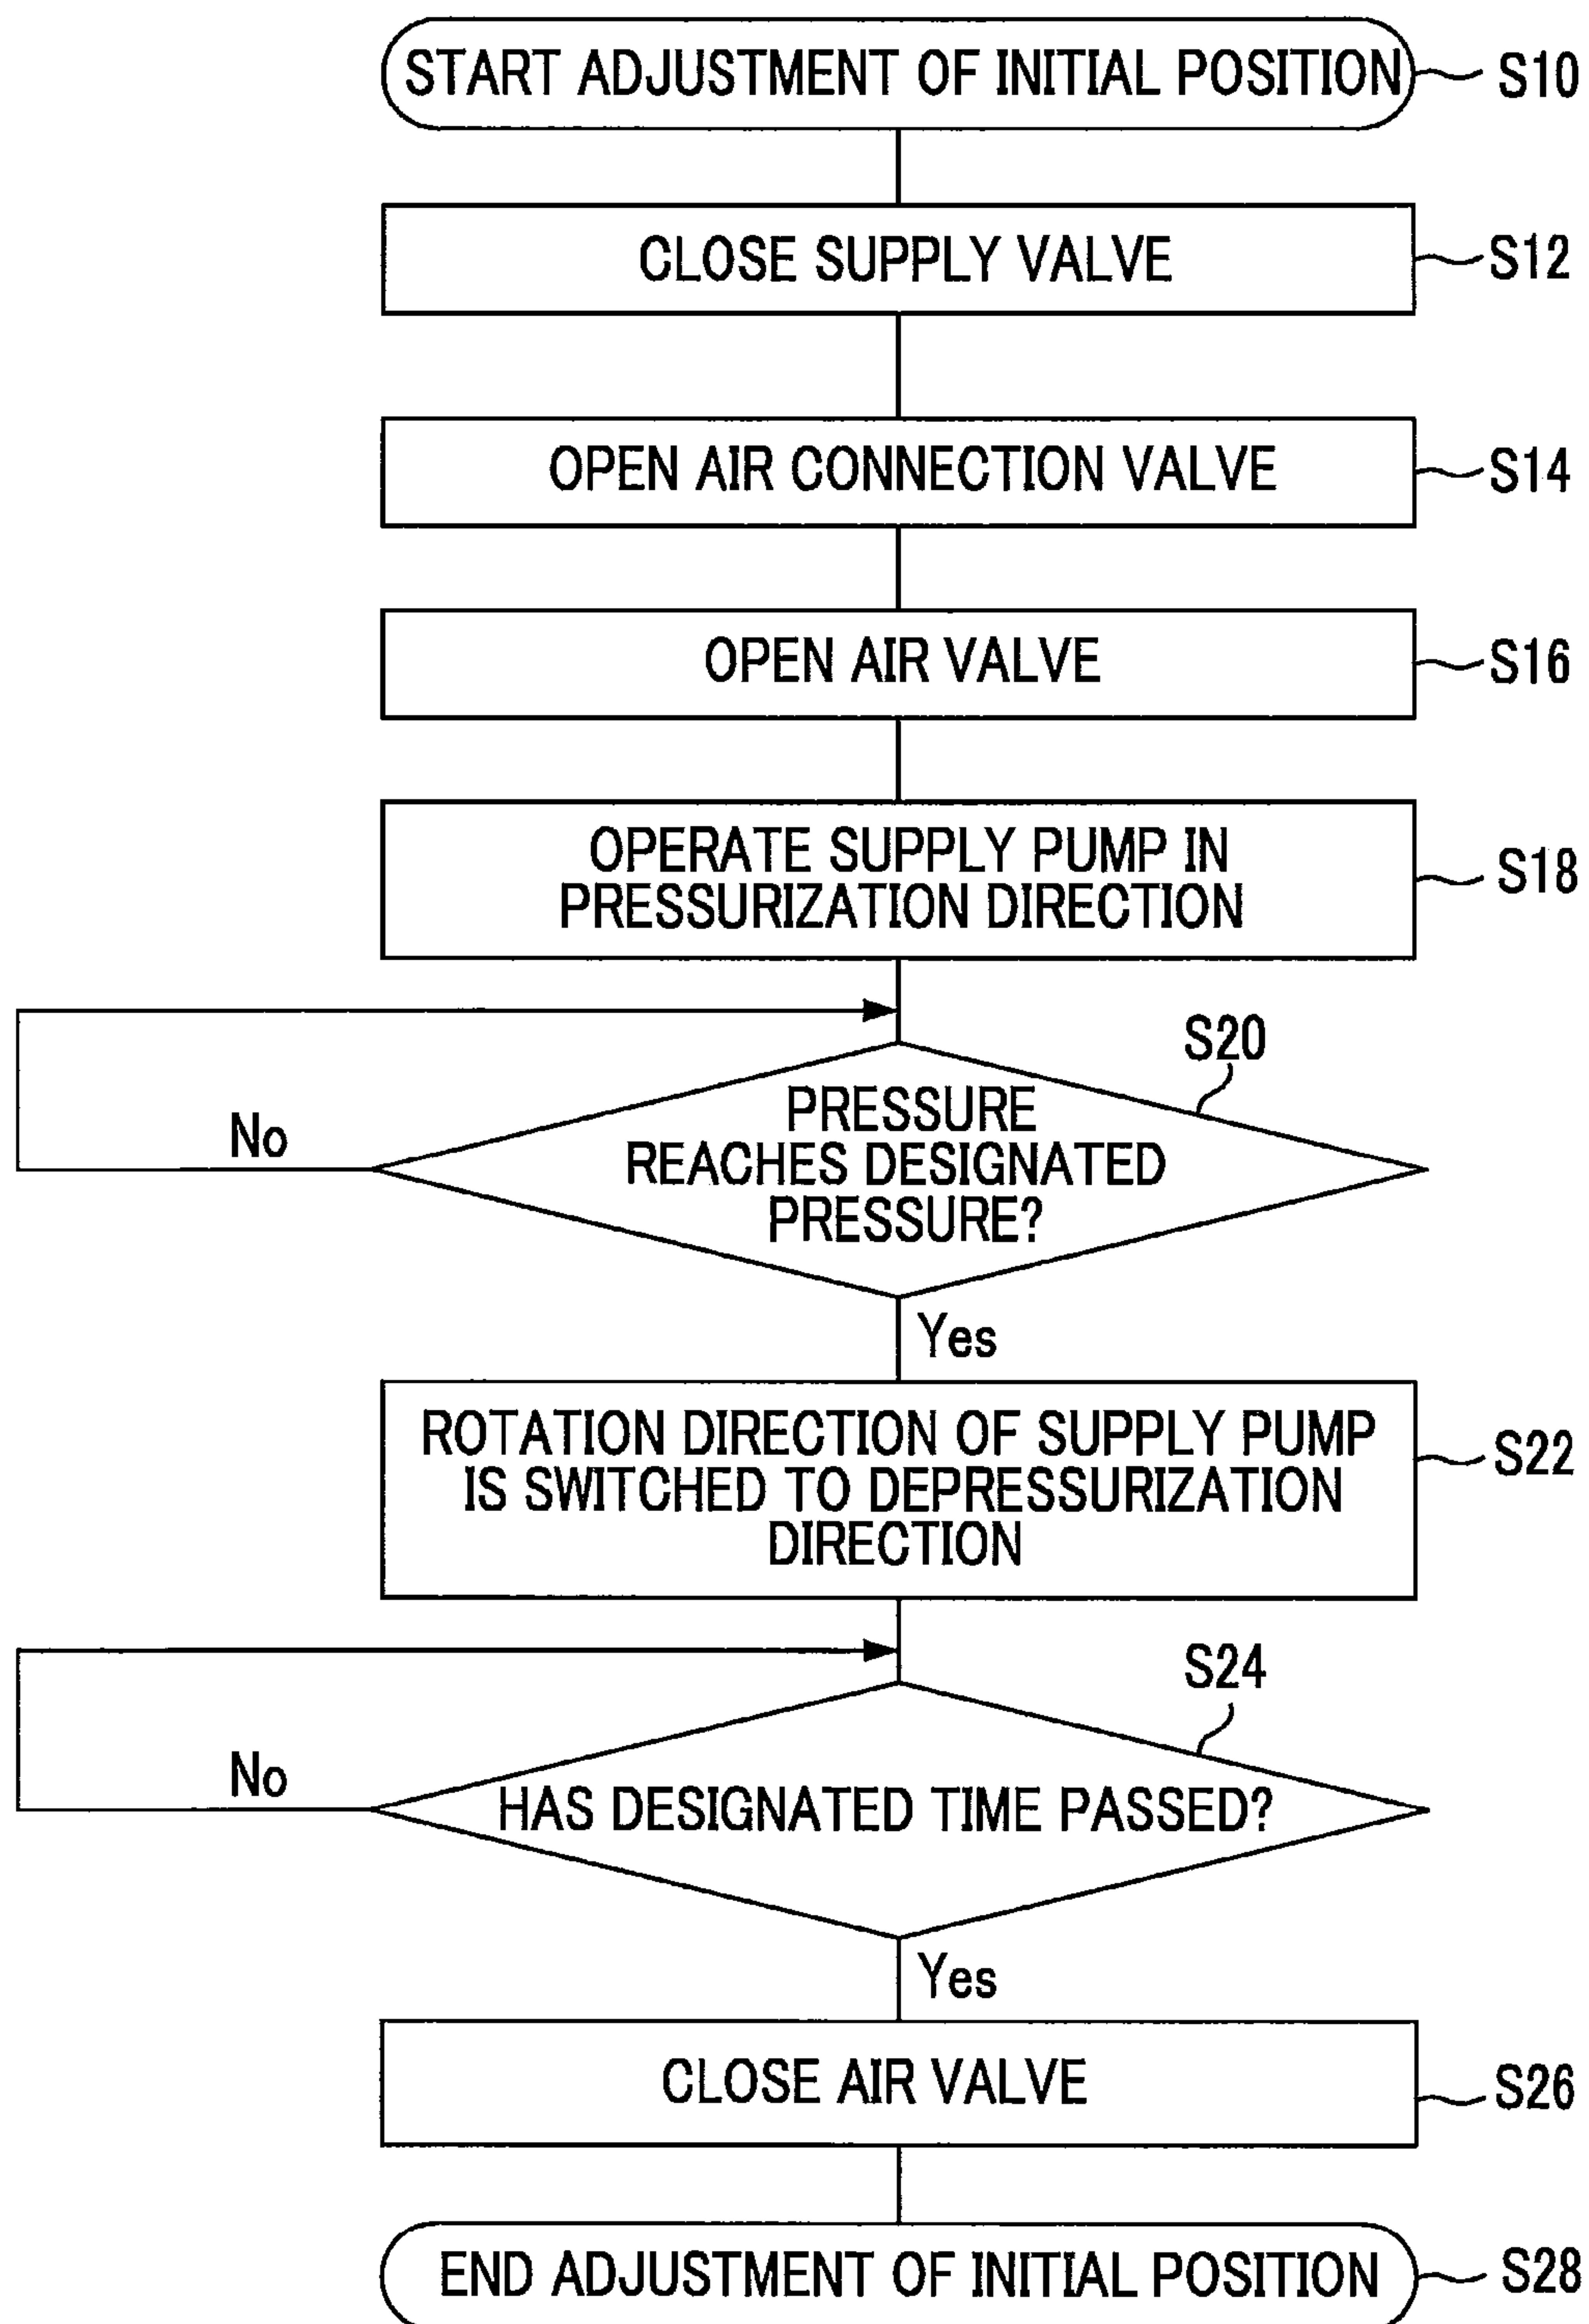 START ADJUSTMENT OF INITIAL POSITION
S10
CLOSE SUPPLY VALVE
S12
OPEN AIR CONNECTION VALVE
S14
OPEN AIR VALVE
S16
OPERATE SUPPLY PUMP IN
PRESSURIZATION DIRECTION
S18
S20
PRESSURE
REACHES DESIGNATED
PRESSURE?
No
Yes
ROTATION DIRECTION OF SUPPLY PUMP
IS SWITCHED TO DEPRESSURIZATION
DIRECTION
S22
S24
HAS DESIGNATED TIME PASSED?
No
Yes
CLOSE AIR VALVE
S26
END ADJUSTMENT OF INITIAL POSITION
S28